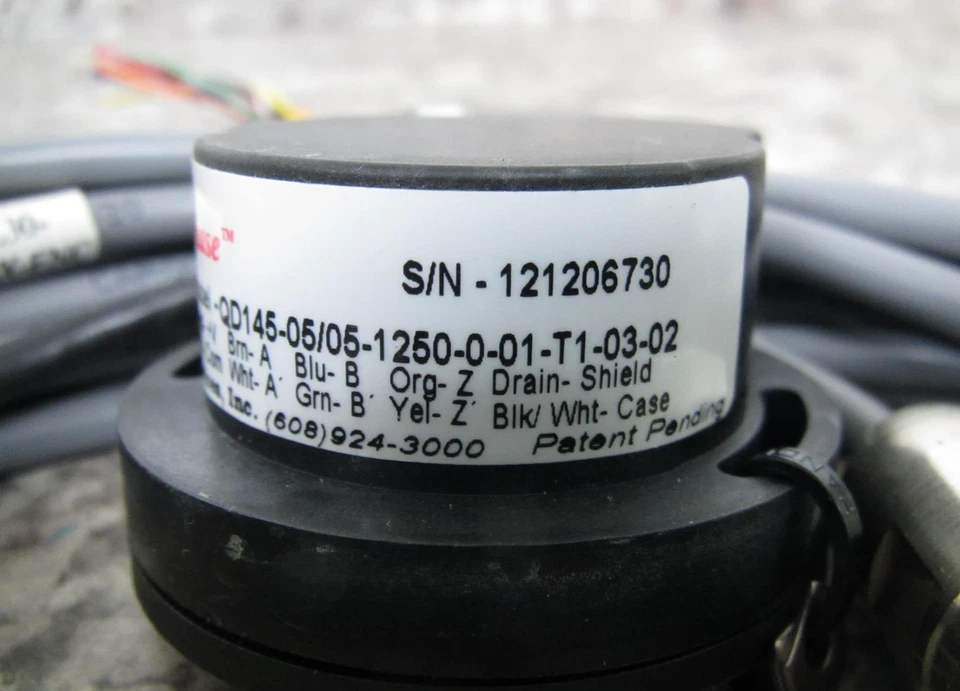 S/N - 121206730
-QD145-05/05-1250-0-01-T1-03-02
Brn- A Blu- B Org- Z Drain- Shield
Wht- A' Grn- B' Yel- Z' Blk/ Wht- Case
Inc. (608)924-3000 Patent Pending